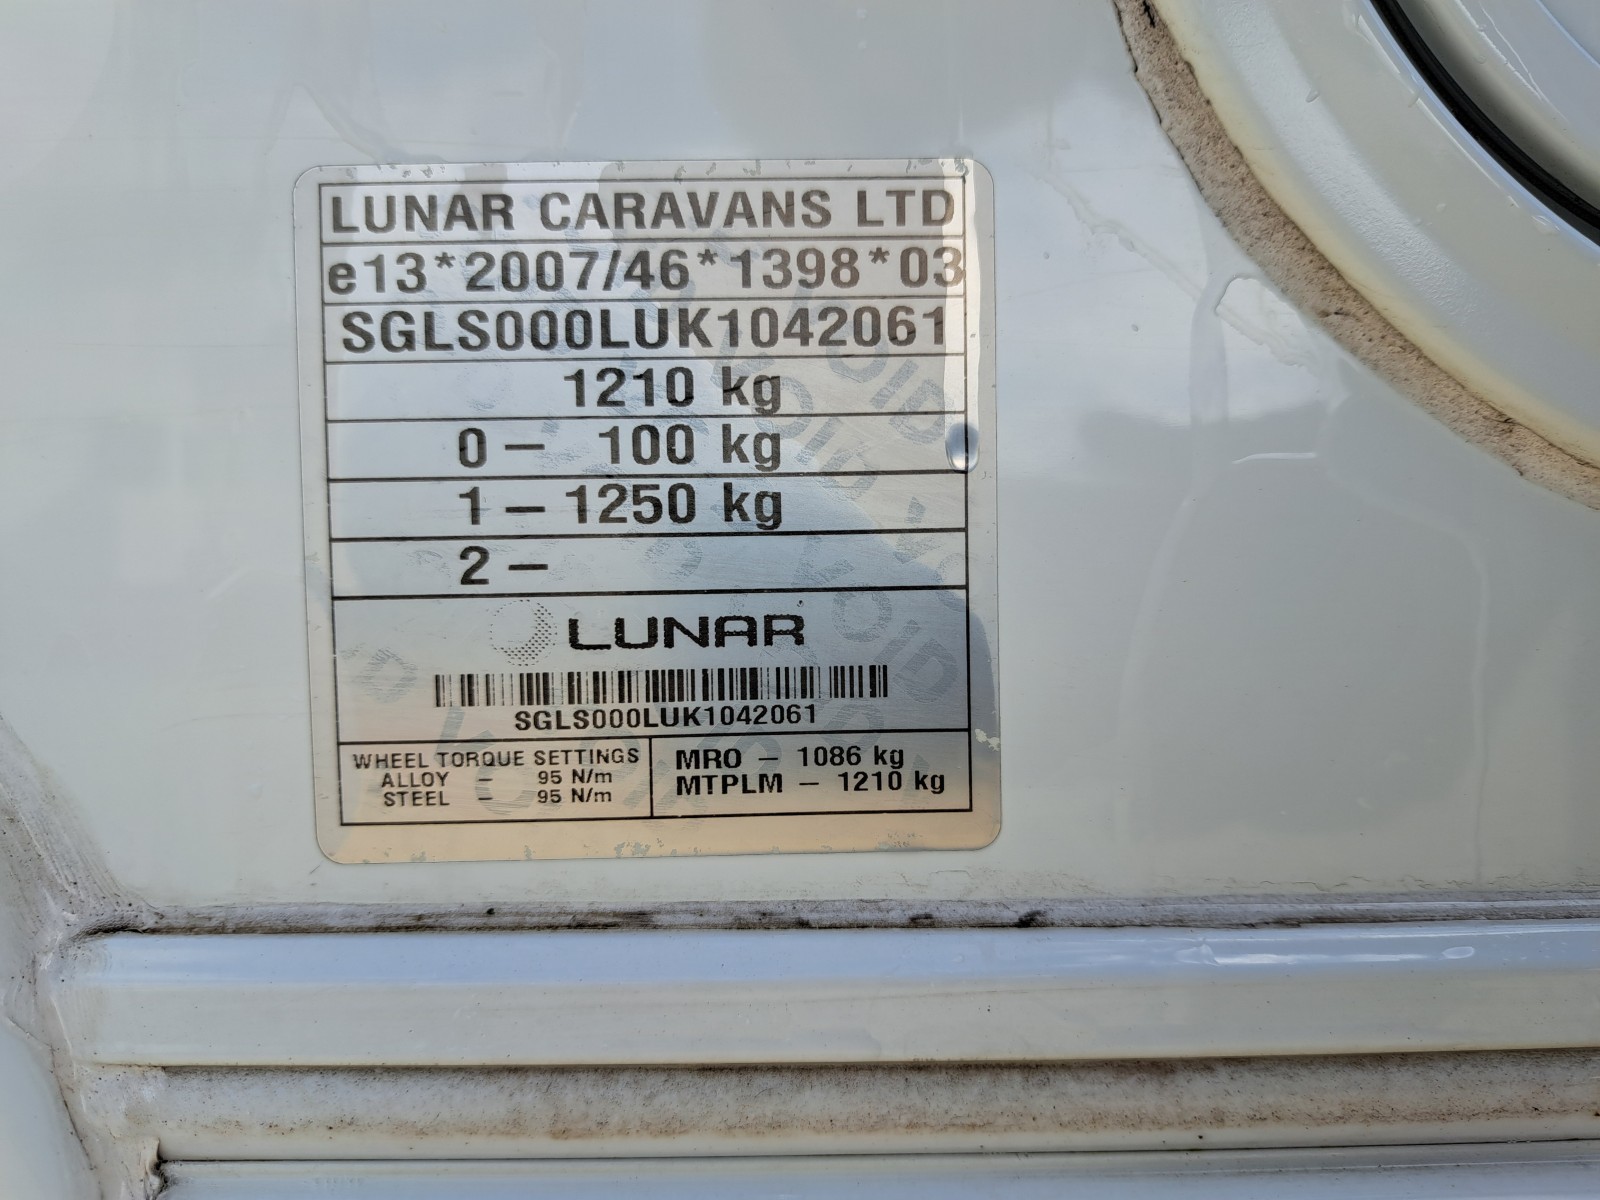 LUNAR CARAVANS LTD
e13*2007/46*1398*03
SGLS000LUK1042061
1210 kg
0 – 100 kg
1 – 1250 kg
2 –
LUNAR
SGLS000LUK1042061
WHEEL TORQUE SETTINGS
ALLOY – 95 N/m
STEEL – 95 N/m
MRO – 1086 kg
MTPLM – 1210 kg